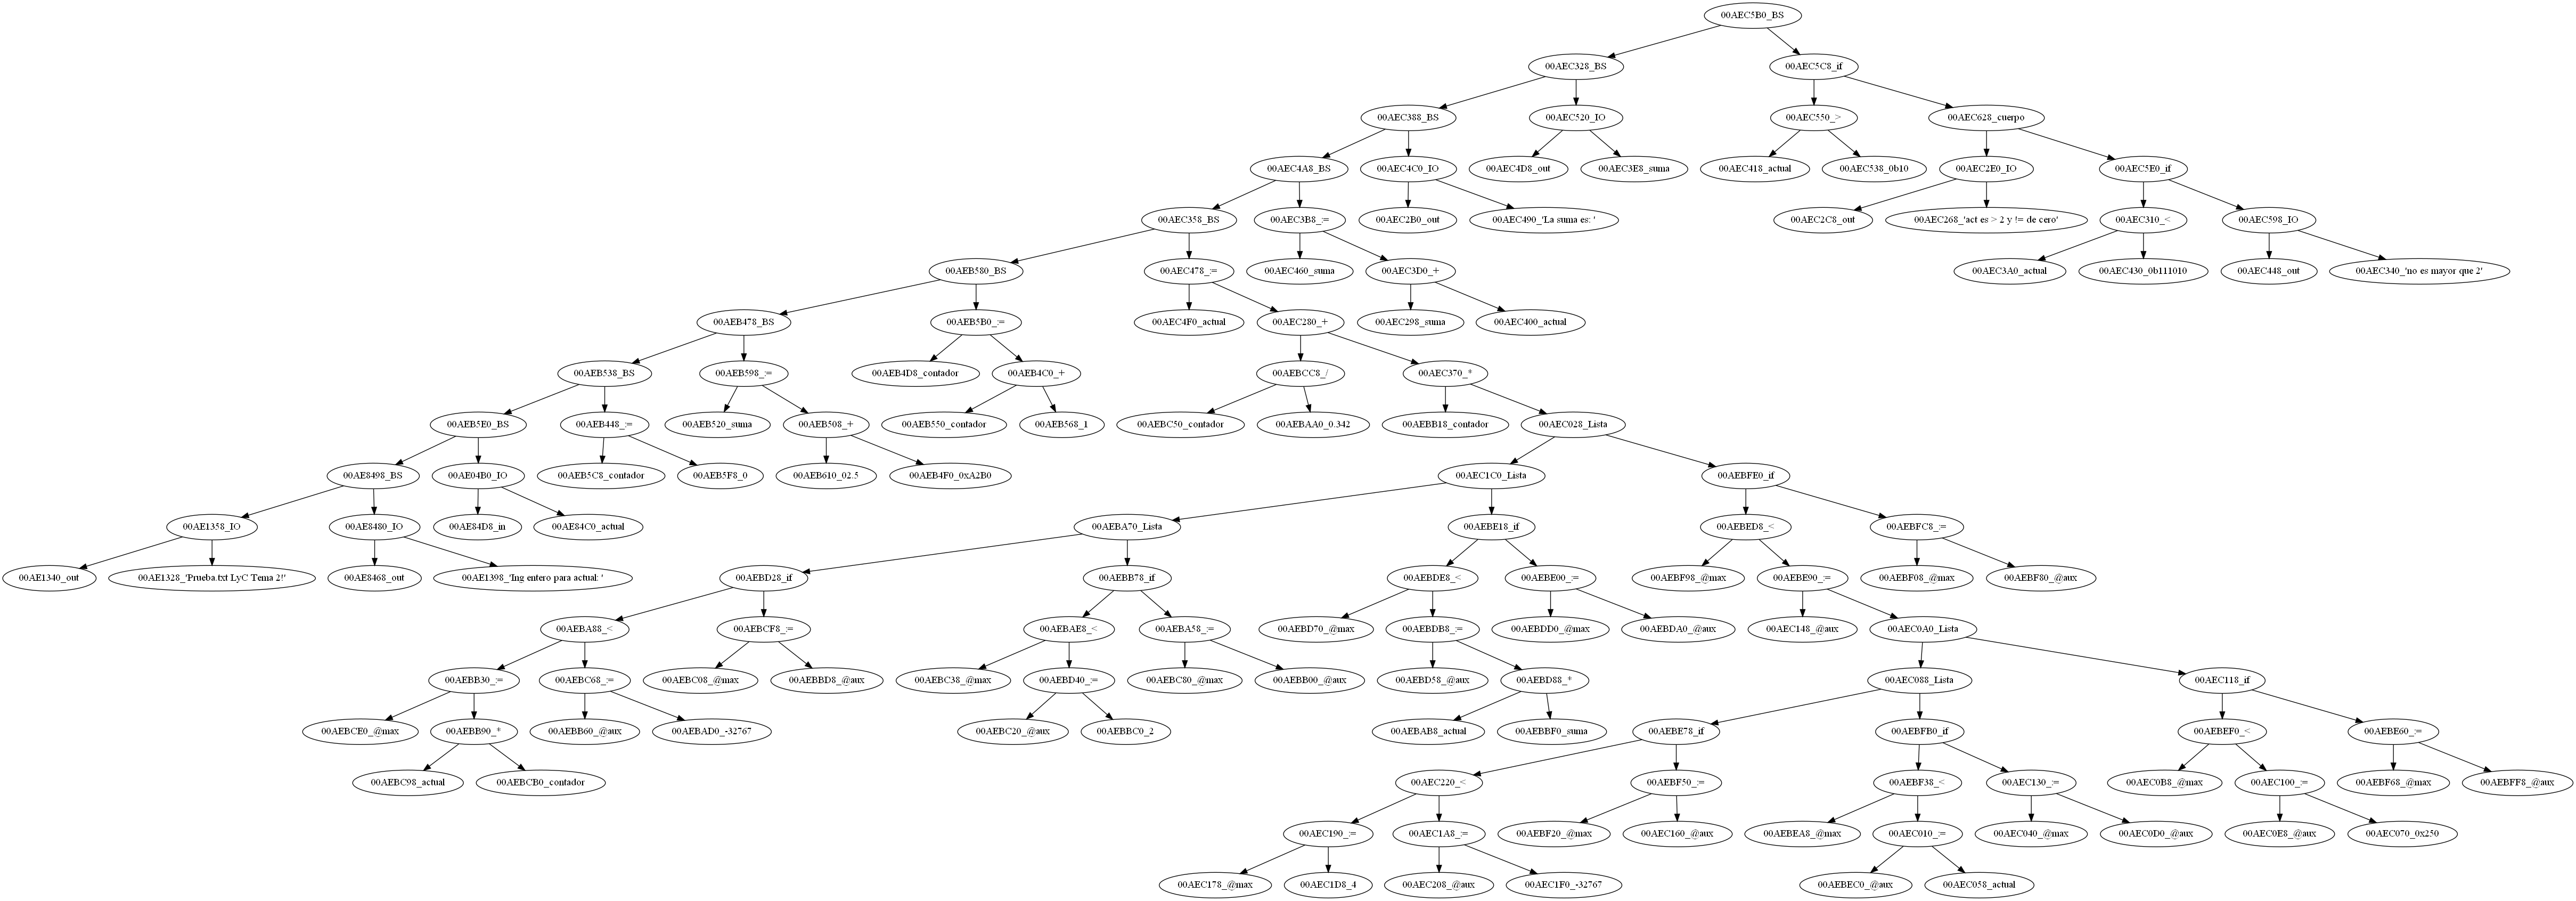 00AEC5B0_BS
00AEC328_BS
00AEC5C8_if
00AEC388_BS
00AEC520_IO
00AEC550_>
00AEC628_cuerpo
00AEC4A8_BS
00AEC4C0_IO
00AEC4D8_out
00AEC3E8_suma
00AEC418_actual
00AEC538_0b10
00AEC2E0_IO
00AEC5E0_if
00AEC358_BS
00AEC3B8_:=
00AEC2B0_out
00AEC490_'La suma es: '
00AEC2C8_out
00AEC268_'act es > 2 y != de cero'
00AEC310_<
00AEC598_IO
00AEB580_BS
00AEC478_:=
00AEC460_suma
00AEC3D0_+
00AEC3A0_actual
00AEC430_0b111010
00AEC448_out
00AEC340_'no es mayor que 2'
00AEB478_BS
00AEB5B0_:=
00AEC4F0_actual
00AEC280_+
00AEC298_suma
00AEC400_actual
00AEB538_BS
00AEB598_:=
00AEB4D8_contador
00AEB4C0_+
00AEBCC8_/
00AEC370_*
00AEB5E0_BS
00AEB448_:=
00AEB520_suma
00AEB508_+
00AEB550_contador
00AEB568_1
00AEBC50_contador
00AEBAA0_0.342
00AEBB18_contador
00AEC028_Lista
00AE8498_BS
00AE04B0_IO
00AEB5C8_contador
00AEB5F8_0
00AEB610_02.5
00AEB4F0_0xA2B0
00AEC1C0_Lista
00AEBFE0_if
00AE1358_IO
00AE8480_IO
00AE84D8_in
00AE84C0_actual
00AEBA70_Lista
00AEBE18_if
00AEBED8_<
00AEBFC8_:=
00AE1340_out
00AE1328_'Prueba.txt LyC Tema 2!'
00AE8468_out
00AE1398_'Ing entero para actual: '
00AEBD28_if
00AEBB78_if
00AEBDE8_<
00AEBE00_:=
00AEBF98_@max
00AEBE90_:=
00AEBF08_@max
00AEBF80_@aux
00AEBA88_<
00AEBCF8_:=
00AEBAE8_<
00AEBA58_:=
00AEBD70_@max
00AEBDB8_:=
00AEBDD0_@max
00AEBDA0_@aux
00AEC148_@aux
00AEC0A0_Lista
00AEBB30_:=
00AEBC68_:=
00AEBC08_@max
00AEBBD8_@aux
00AEBC38_@max
00AEBD40_:=
00AEBC80_@max
00AEBB00_@aux
00AEBD58_@aux
00AEBD88_*
00AEC088_Lista
00AEC118_if
00AEBCE0_@max
00AEBB90_*
00AEBB60_@aux
00AEBAD0_-32767
00AEBC20_@aux
00AEBBC0_2
00AEBAB8_actual
00AEBBF0_suma
00AEBE78_if
00AEBFB0_if
00AEBEF0_<
00AEBE60_:=
00AEBC98_actual
00AEBCB0_contador
00AEC220_<
00AEBF50_:=
00AEBF38_<
00AEC130_:=
00AEC0B8_@max
00AEC100_:=
00AEBF68_@max
00AEBFF8_@aux
00AEC190_:=
00AEC1A8_:=
00AEBF20_@max
00AEC160_@aux
00AEBEA8_@max
00AEC010_:=
00AEC040_@max
00AEC0D0_@aux
00AEC0E8_@aux
00AEC070_0x250
00AEC178_@max
00AEC1D8_4
00AEC208_@aux
00AEC1F0_-32767
00AEBEC0_@aux
00AEC058_actual